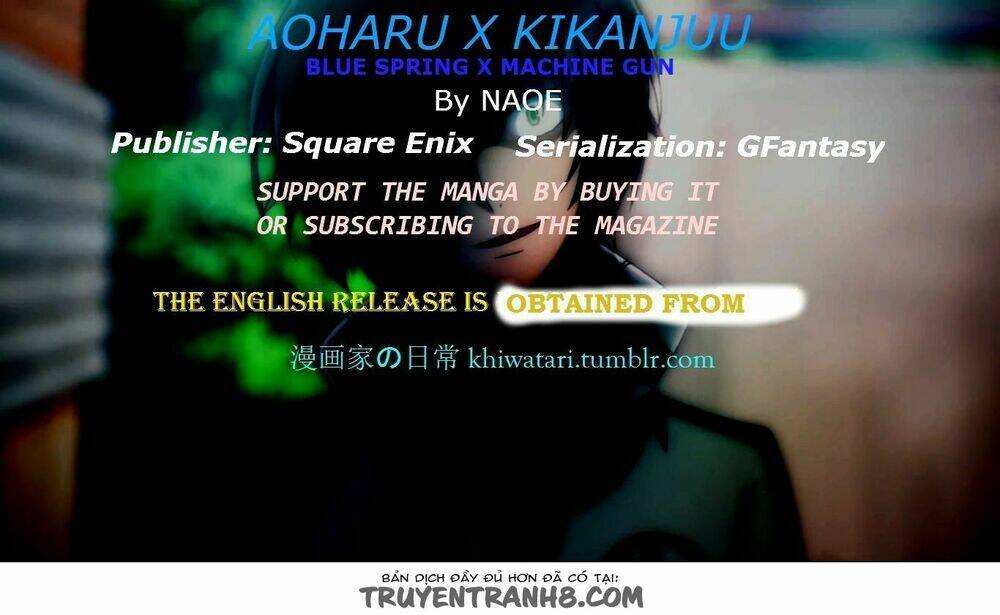 AOHARU X KIKANJUU
BLUE SPRING X MACHINE GUN
By NAOE
Publisher: Square Enix Serialization: GFantasy
SUPPORT THE MANGA BY BUYING IT
OR SUBSCRIBING TO THE MAGAZINE
THE ENGLISH RELEASE IS OBTAINED FROM
漫画家の日常 khiwatari.tumblr.com
BẢN DỊCH ĐẦY ĐỦ HƠN ĐÃ CÓ TẠI:
TRUYENTRANH8.COM